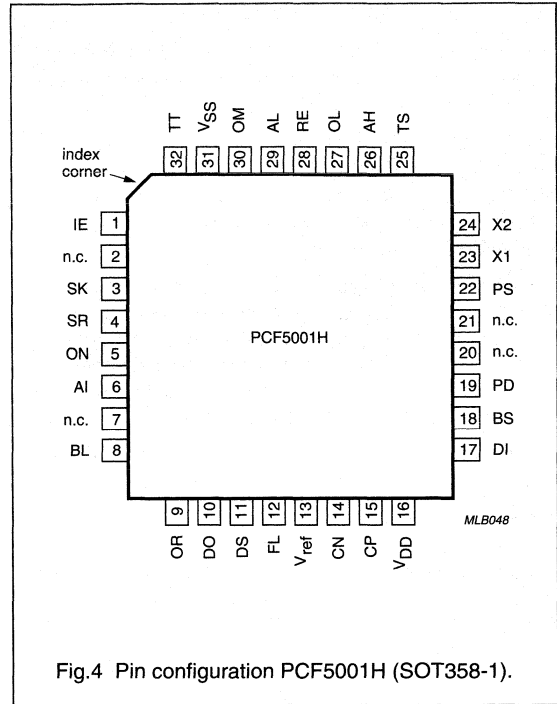 TT VSS OM AL RE OL AH TS
32 31 30 29 28 27 26 25
index
corner
IE 1
n.c. 2
SK 3
SR 4
ON 5
AI 6
n.c. 7
BL 8
PCF5001H
24 X2
23 X1
22 PS
21 n.c.
20 n.c.
19 PD
18 BS
17 DI
9 10 11 12 13 14 15 16
OR DO DS FL Vref CN CP VDD
MLB048
Fig.4 Pin configuration PCF5001H (SOT358-1).